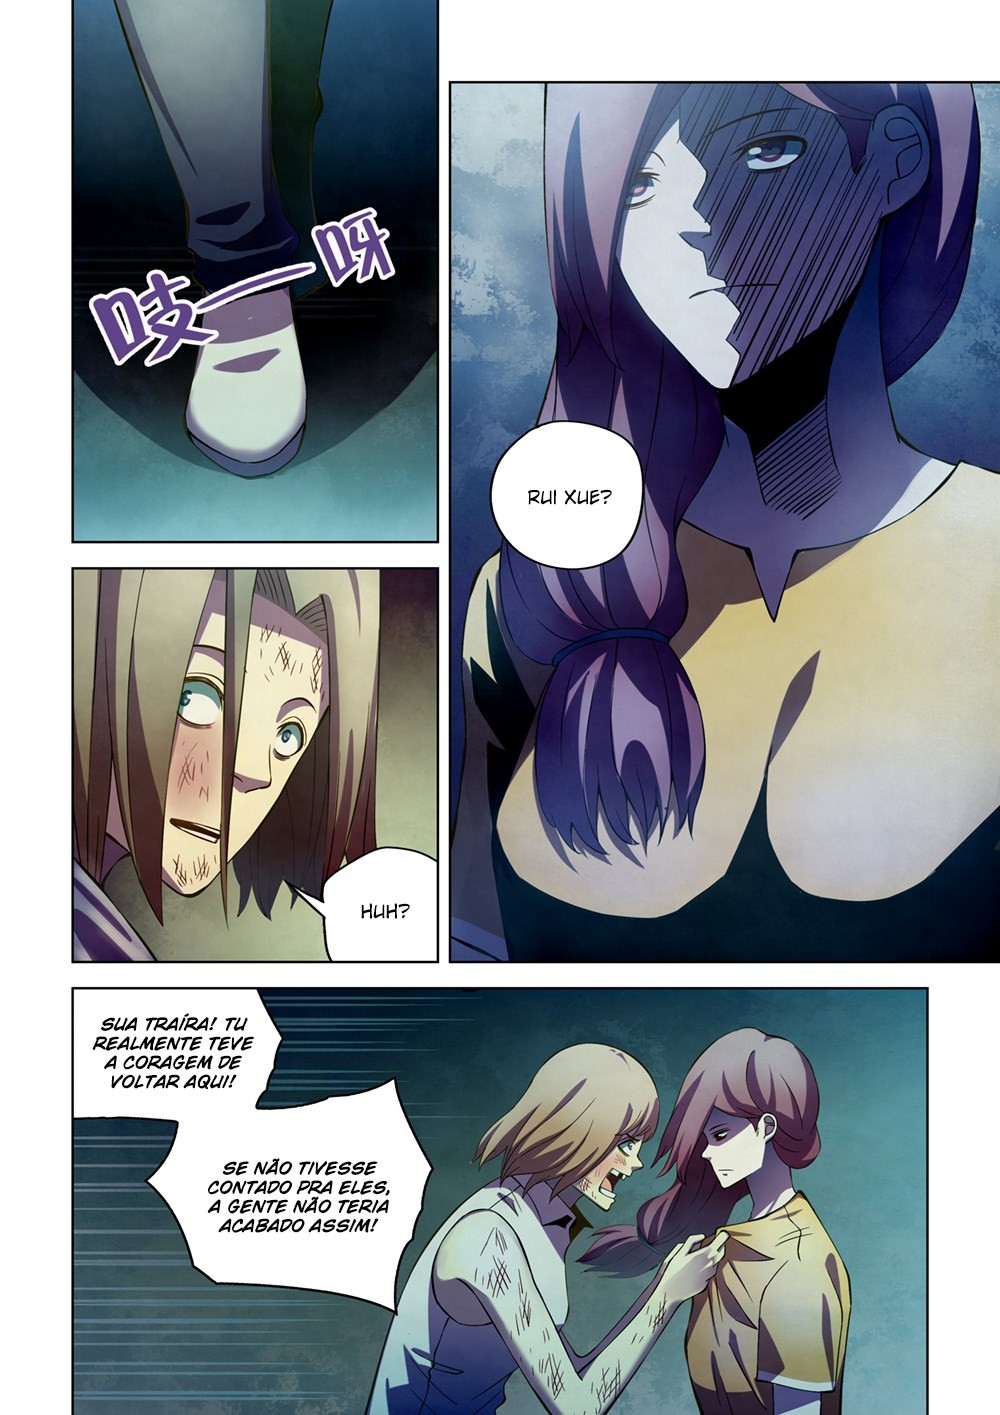 吱——呀
RUI XUE?
HUH?
SUA TRAÍRA! TU
REALMENTE TEVE
A CORAGEM DE
VOLTAR AQUI!
SE NÃO TIVESSE
CONTADO PRA ELES,
A GENTE NÃO TERIA
ACABADO ASSIM!